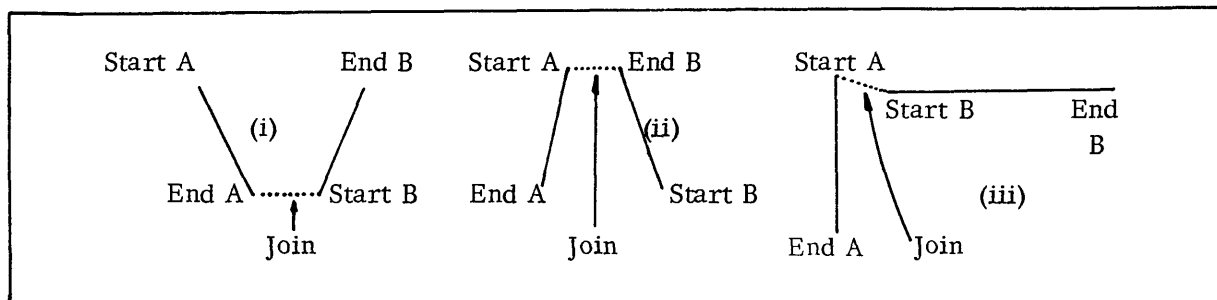 Start A
End B
(i)
End A
Start B
Join
Start A
End B
(ii)
End A
Start B
Join
Start A
Start B
End
B
(iii)
End A
Join